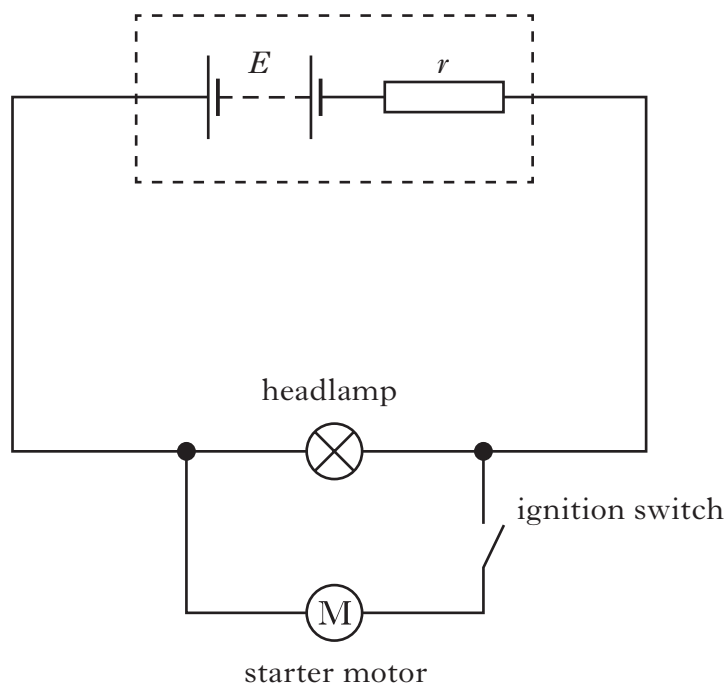 E
r
headlamp
ignition switch
M
starter motor